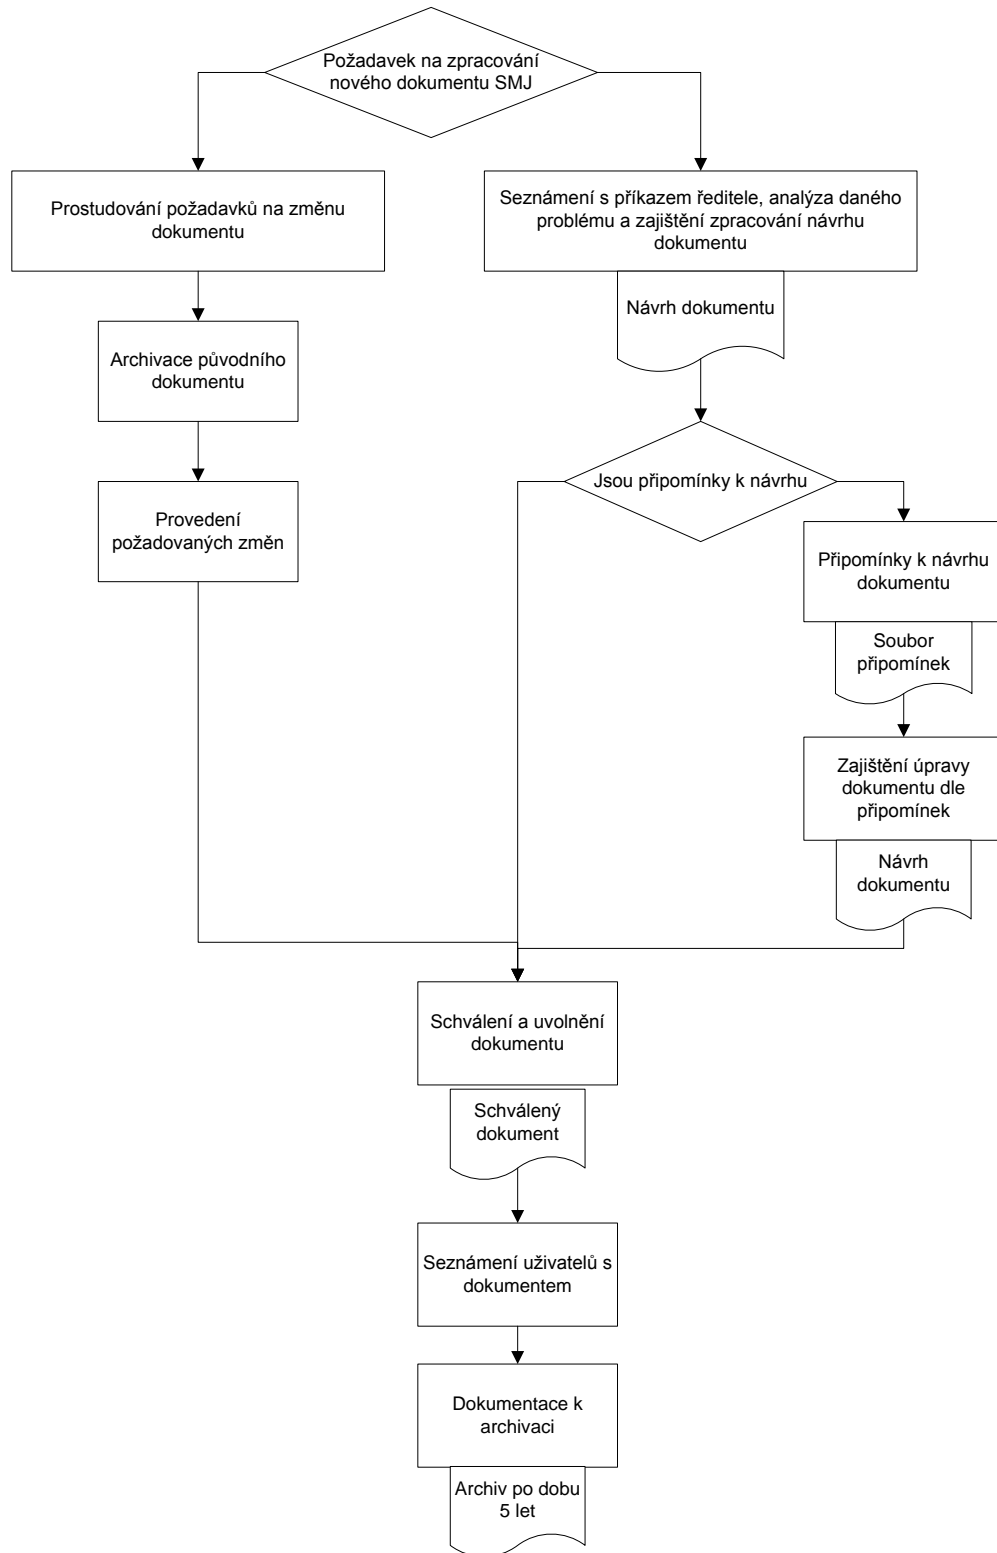 Požadavek na zpracování
nového dokumentu SMJ
Prostudování požadavků na změnu
dokumentu
Seznámení s příkazem ředitele, analýza daného
problému a zajištění zpracování návrhu
dokumentu
Návrh dokumentu
Archivace původního
dokumentu
Jsou připomínky k návrhu
Provedení
požadovaných změn
Připomínky k návrhu
dokumentu
Soubor
připomínek
Zajištění úpravy
dokumentu dle
připomínek
Návrh
dokumentu
Schválení a uvolnění
dokumentu
Schválený
dokument
Seznámení uživatelů s
dokumentem
Dokumentace k
archivaci
Archiv po dobu
5 let